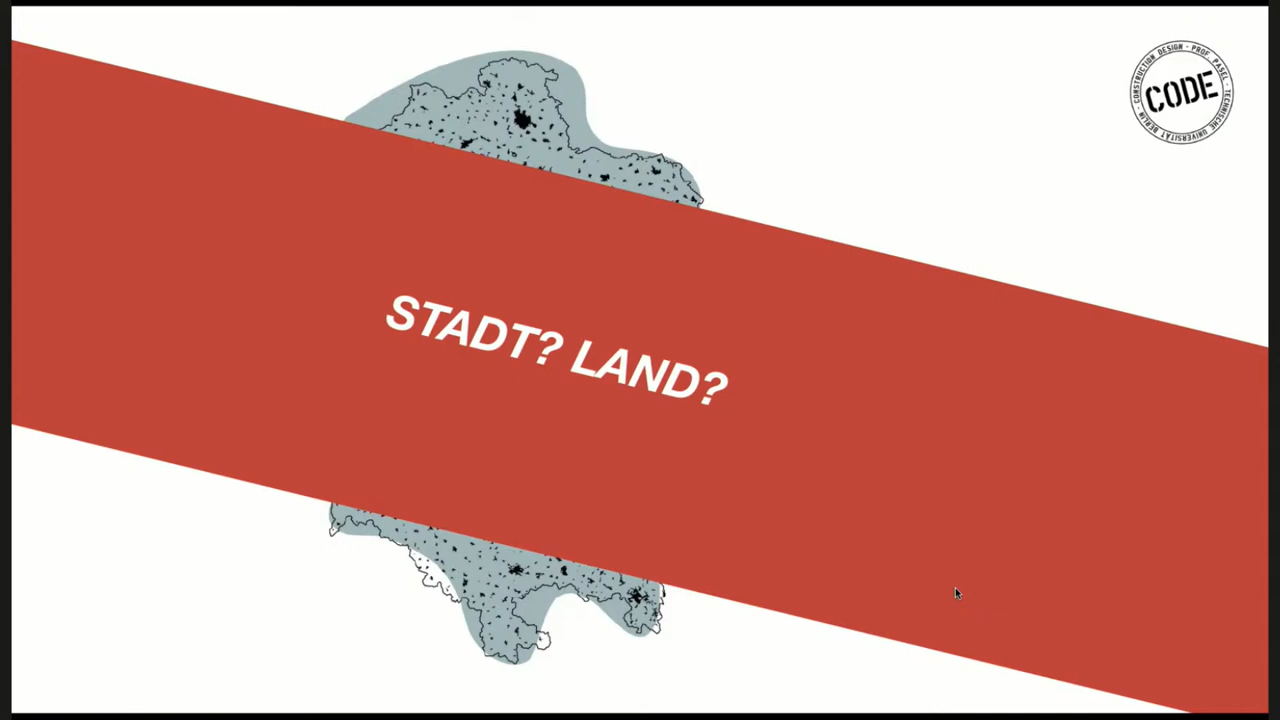 STADT? LAND?
CONSTRUCTION DESIGN · PROF. PASEL · TECHNISCHE UNIVERSITÄT BERLIN ·
CODE